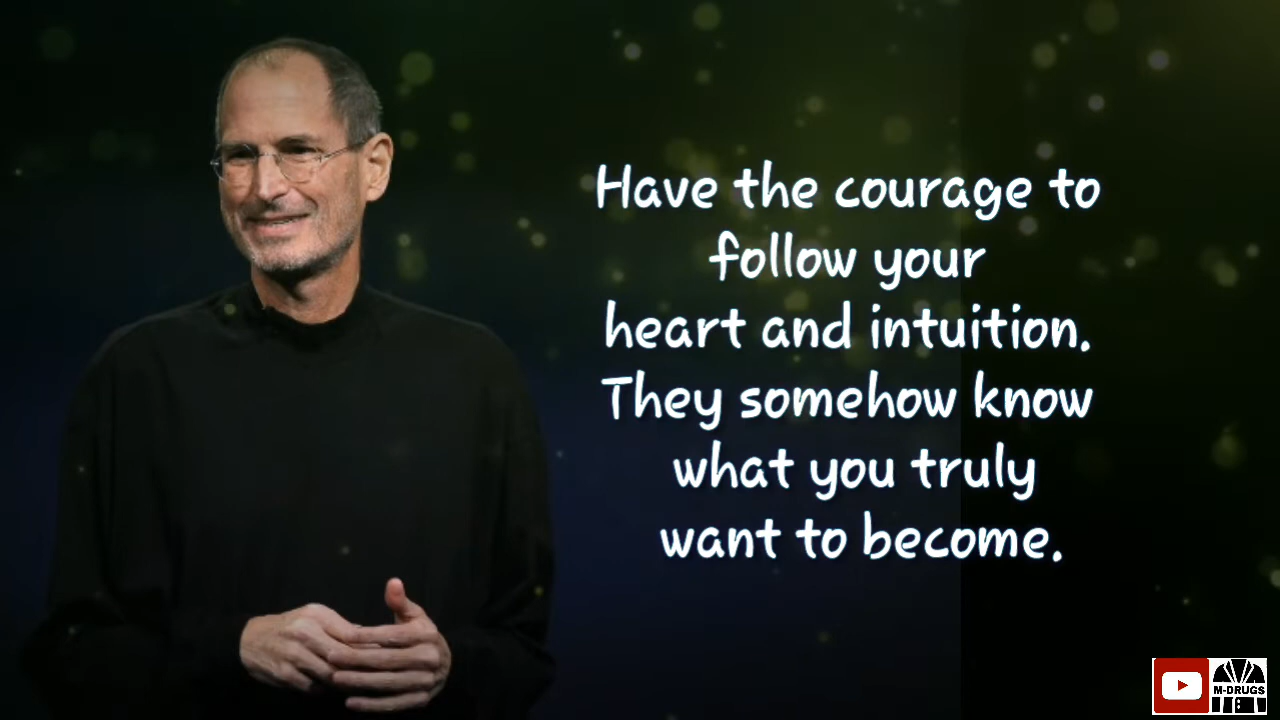 Have the courage to
follow your
heart and intuition.
They somehow know
what you truly
want to become.
M-DRUGS